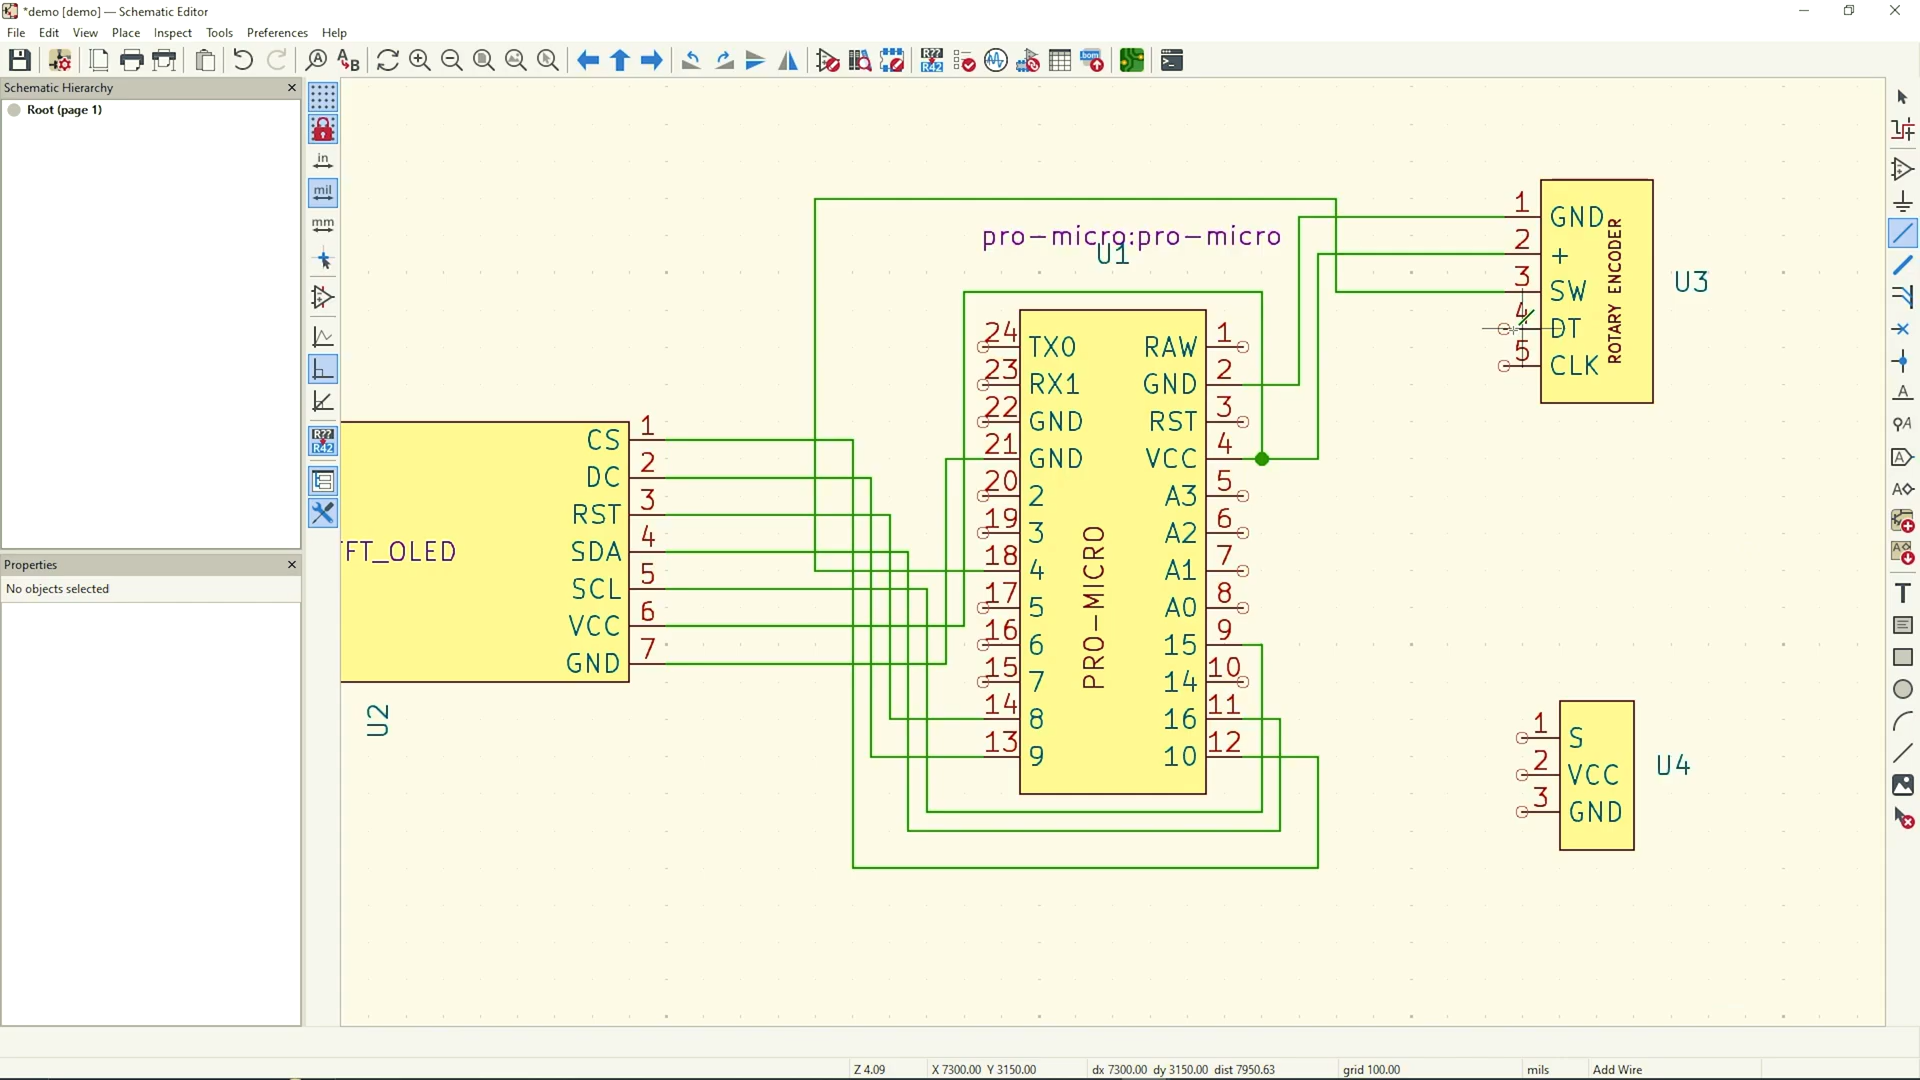 *demo [demo] — Schematic Editor
File Edit View Place Inspect Tools Preferences Help
Schematic Hierarchy
Root (page 1)
in
mil
mm
R??
R42
R??
R42
bom
Properties
No objects selected
pro-micro:pro-micro
U1
24 TX0
23 RX1
22 GND
21 GND
20 2
19 3
18 4
17 5
16 6
15 7
14 8
13 9
PRO-MICRO
RAW 1
GND 2
RST 3
VCC 4
A3 5
A2 6
A1 7
A0 8
15 9
14 10
16 11
10 12
CS 1
DC 2
RST 3
SDA 4
SCL 5
VCC 6
GND 7
FT_OLED
U2
1 GND
2 +
3 SW
4 DT
5 CLK
ROTARY ENCODER
U3
1 S
2 VCC
3 GND
U4
Z 4.09 X 7300.00 Y 3150.00 dx 7300.00 dy 3150.00 dist 7950.63 grid 100.00 mils Add Wire